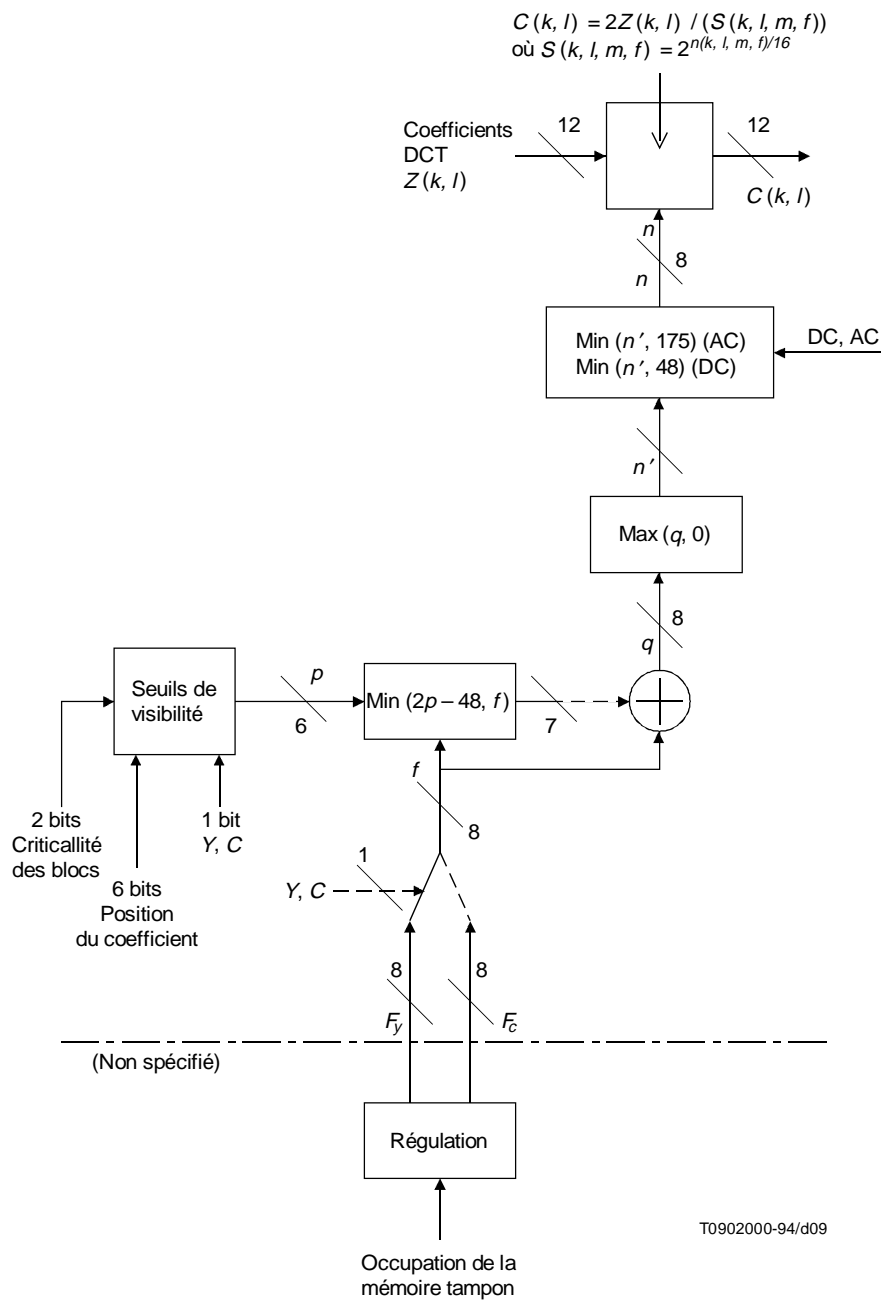 C (k, l) = 2Z (k, l) / (S (k, l, m, f))
où S (k, l, m, f) = 2^n(k, l, m, f)/16
Coefficients
DCT
Z (k, l)
12
12
C (k, l)
n
8
n
Min (n′, 175) (AC)
Min (n′, 48) (DC)
DC, AC
n′
Max (q, 0)
8
q
Seuils de
visibilité
p
6
Min (2p – 48, f)
7
f
8
2 bits
Criticallité
des blocs
1 bit
Y, C
6 bits
Position
du coefficient
1
Y, C
8
8
Fy
Fc
(Non spécifié)
Régulation
T0902000-94/d09
Occupation de la
mémoire tampon